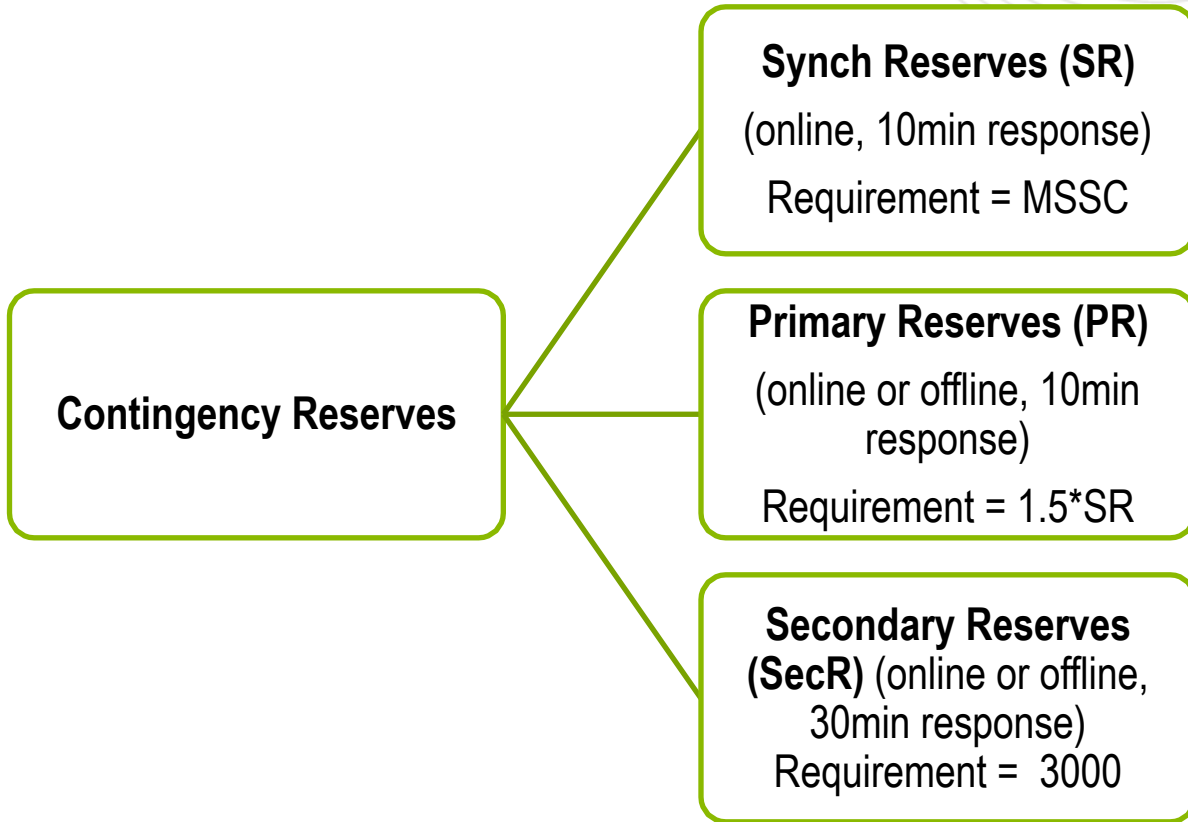 Contingency Reserves
Synch Reserves (SR)
(online, 10min response)
Requirement = MSSC
Primary Reserves (PR)
(online or offline, 10min
response)
Requirement = 1.5*SR
Secondary Reserves
(SecR) (online or offline,
30min response)
Requirement =  3000